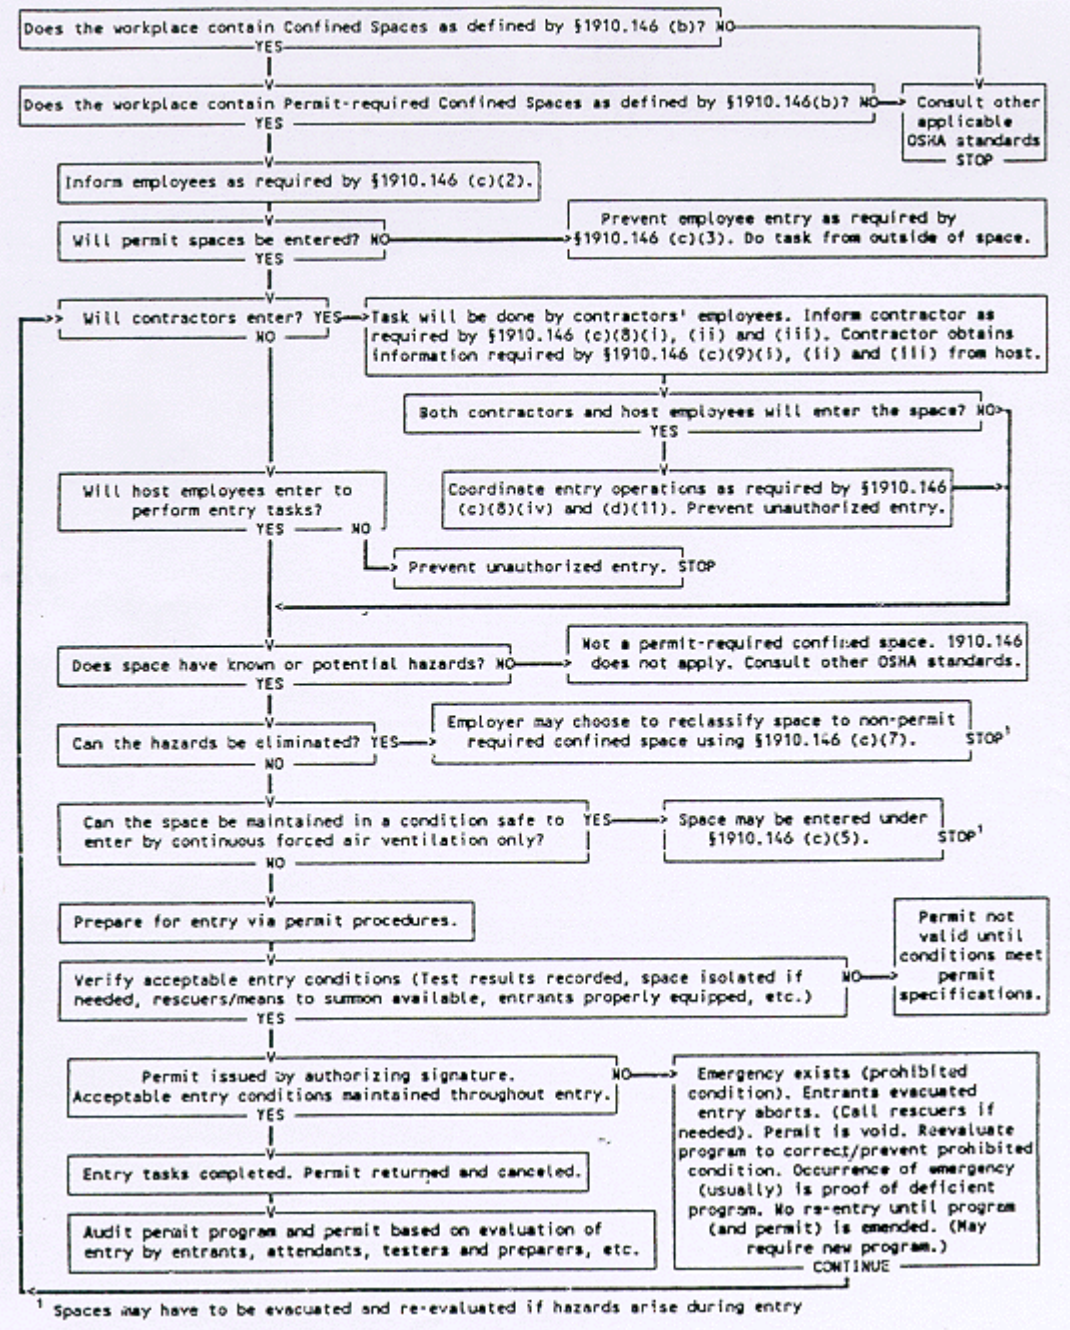 Does the workplace contain Confined Spaces as defined by §1910.146 (b)? NO
YES
Does the workplace contain Permit-required Confined Spaces as defined by §1910.146(b)? NO
YES
Consult other
applicable
OSHA standards
STOP
Inform employees as required by §1910.146 (c)(2).
Will permit spaces be entered? NO
YES
Prevent employee entry as required by
§1910.146 (c)(3). Do task from outside of space.
Will contractors enter? YES
NO
Task will be done by contractors' employees. Inform contractor as
required by §1910.146 (c)(8)(i), (ii) and (iii). Contractor obtains
information required by §1910.146 (c)(9)(i), (ii) and (iii) from host.
Both contractors and host employees will enter the space? NO
YES
Will host employees enter to
perform entry tasks?
YES NO
Coordinate entry operations as required by §1910.146
(c)(8)(iv) and (d)(11). Prevent unauthorized entry.
Prevent unauthorized entry. STOP
Does space have known or potential hazards? NO
YES
Not a permit-required confined space. 1910.146
does not apply. Consult other OSHA standards.
Can the hazards be eliminated? YES
NO
Employer may choose to reclassify space to non-permit
required confined space using §1910.146 (c)(7). STOP¹
Can the space be maintained in a condition safe to YES
enter by continuous forced air ventilation only?
NO
Space may be entered under
§1910.146 (c)(5). STOP¹
Prepare for entry via permit procedures.
Verify acceptable entry conditions (Test results recorded, space isolated if NO
needed, rescuers/means to summon available, entrants properly equipped, etc.)
YES
Permit not
valid until
conditions meet
permit
specifications.
Permit issued by authorizing signature. NO
Acceptable entry conditions maintained throughout entry.
YES
Emergency exists (prohibited
condition). Entrants evacuated
entry aborts. (Call rescuers if
needed). Permit is void. Reevaluate
program to correct/prevent prohibited
condition. Occurrence of emergency
(usually) is proof of deficient
program. No re-entry until program
(and permit) is amended. (May
require new program.)
CONTINUE
Entry tasks completed. Permit returned and canceled.
Audit permit program and permit based on evaluation of
entry by entrants, attendants, testers and preparers, etc.
¹ Spaces may have to be evacuated and re-evaluated if hazards arise during entry